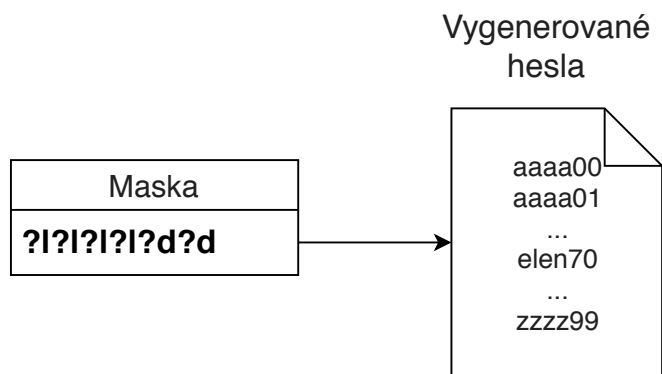 Vygenerované
hesla
Maska
?l?l?l?l?d?d
aaaa00
aaaa01
...
elen70
...
zzzz99